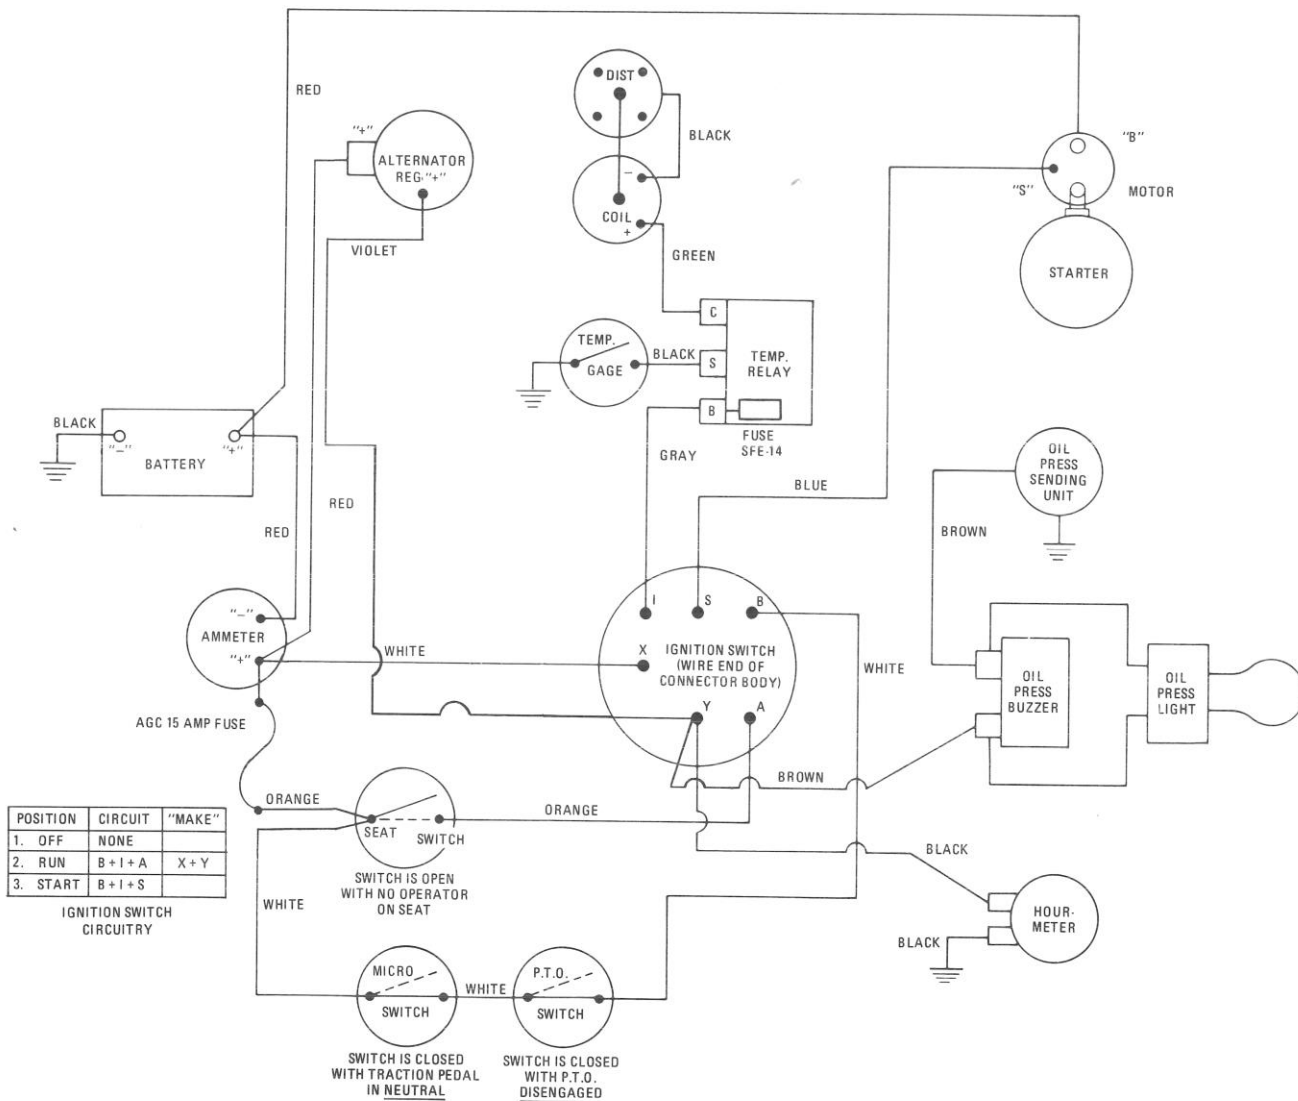 RED
DIST
BLACK
"+"
ALTERNATOR
REG "+"
VIOLET
−
COIL
+
GREEN
"B"
"S"
MOTOR
STARTER
C
TEMP.
GAGE
BLACK
S
TEMP.
RELAY
B
FUSE
SFE-14
GRAY
BLACK
"−"
"+"
BATTERY
RED
RED
BLUE
OIL
PRESS
SENDING
UNIT
BROWN
"−"
AMMETER
"+"
WHITE
I
S
B
X
IGNITION SWITCH
(WIRE END OF
CONNECTOR BODY)
Y
A
WHITE
OIL
PRESS
BUZZER
OIL
PRESS
LIGHT
AGC 15 AMP FUSE
BROWN
ORANGE
ORANGE
SEAT
SWITCH
SWITCH IS OPEN
WITH NO OPERATOR
ON SEAT
POSITION CIRCUIT "MAKE"
1. OFF NONE
2. RUN B + I + A X + Y
3. START B + I + S
IGNITION SWITCH
CIRCUITRY
WHITE
BLACK
HOUR-
METER
BLACK
MICRO
SWITCH
WHITE
P.T.O.
SWITCH
SWITCH IS CLOSED
WITH TRACTION PEDAL
IN NEUTRAL
SWITCH IS CLOSED
WITH P.T.O.
DISENGAGED